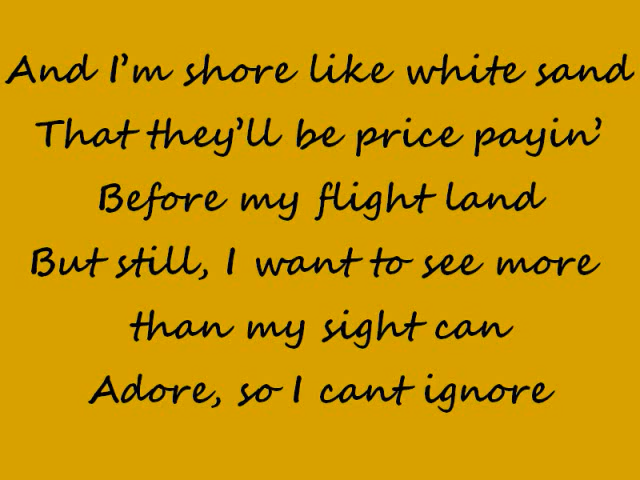 And I'm shore like white sand
That they'll be price payin'
Before my flight land
But still, I want to see more
than my sight can
Adore, so I cant ignore